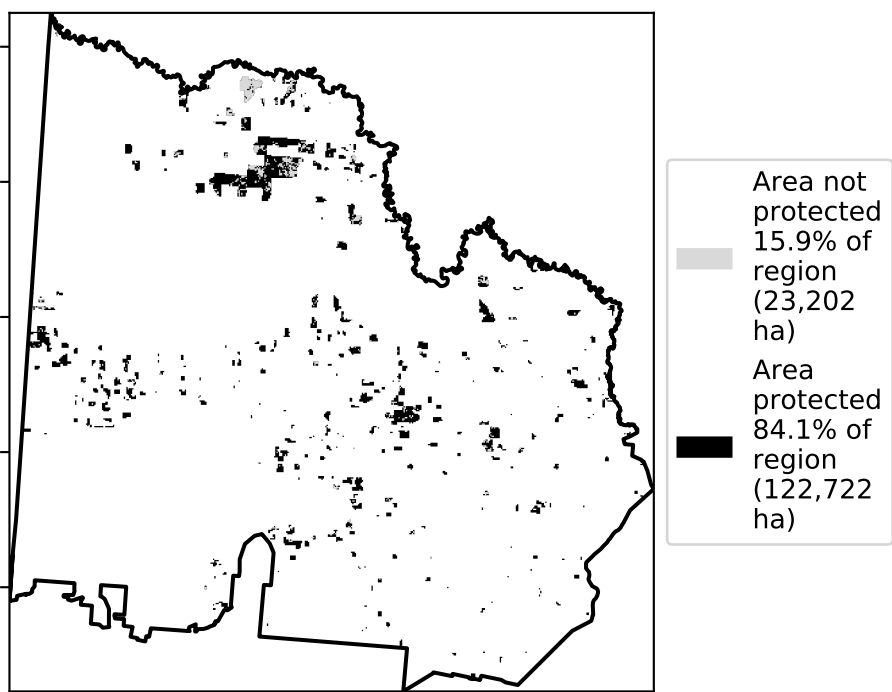 Area not
protected
15.9% of
region
(23,202
ha)
Area
protected
84.1% of
region
(122,722
ha)